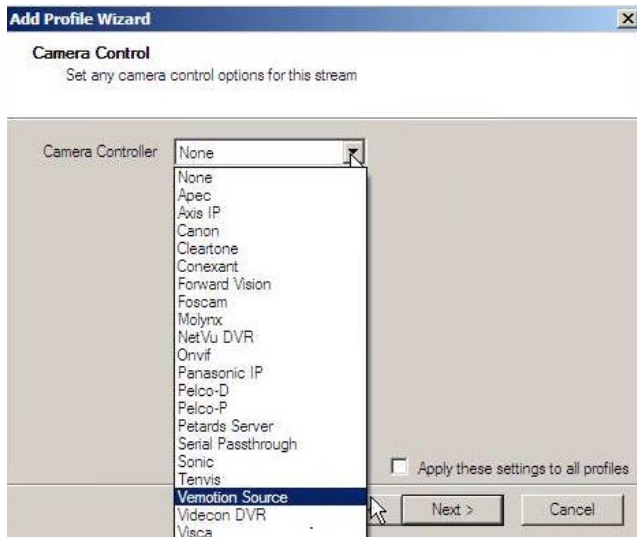 Add Profile Wizard
Camera Control
Set any camera control options for this stream
Camera Controller None
None
Apec
Axis IP
Canon
Cleartone
Conexant
Forward Vision
Foscam
Molynx
NetVu DVR
Onvif
Panasonic IP
Pelco-D
Pelco-P
Petards Server
Serial Passthrough
Sonic
Tenvis
Vemotion Source
Videcon DVR
Visca
Apply these settings to all profiles
Next >
Cancel